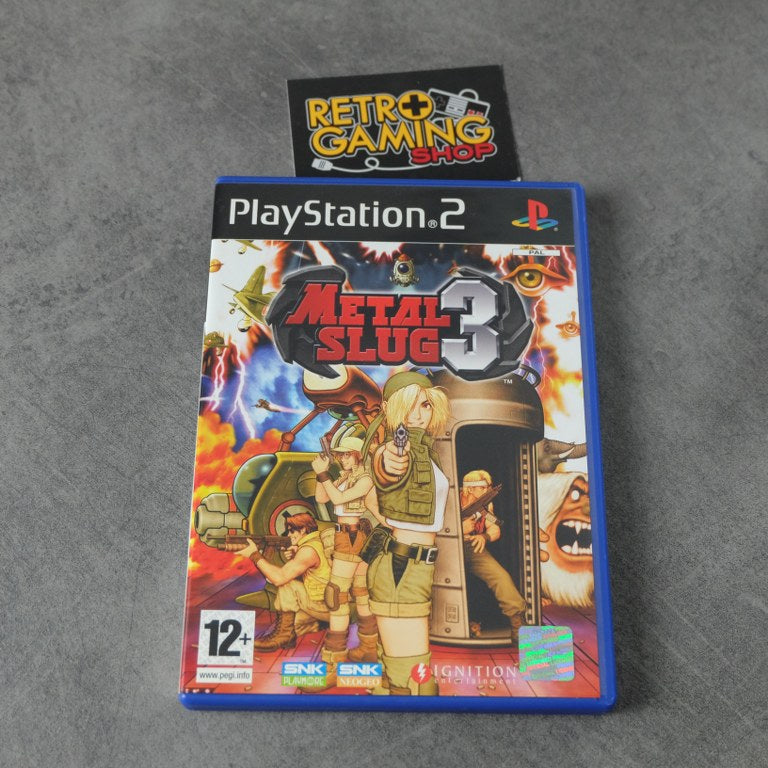 RETRO
GAMING
SHOP
PlayStation®2
PAL
METAL
SLUG 3
™
12+
www.pegi.info
SNK
PLAYMORE
SNK
NEOGEO
IGNITION
entertainment